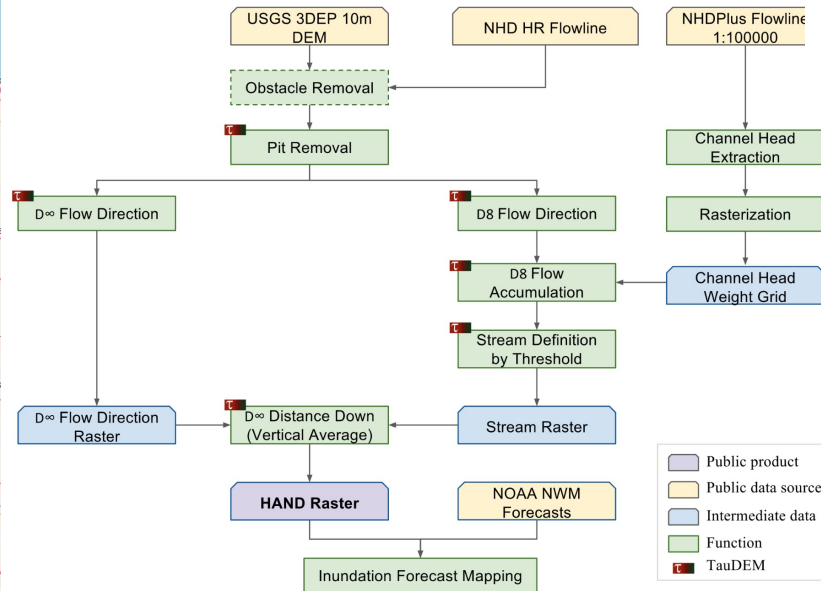 USGS 3DEP 10m
DEM
NHD HR Flowline
NHDPlus Flowline
1:100000
Obstacle Removal
τ
Pit Removal
Channel Head
Extraction
τ
D∞ Flow Direction
τ
D8 Flow Direction
Rasterization
τ
D8 Flow
Accumulation
Channel Head
Weight Grid
τ
Stream Definition
by Threshold
D∞ Flow Direction
Raster
τ
D∞ Distance Down
(Vertical Average)
Stream Raster
HAND Raster
NOAA NWM
Forecasts
Inundation Forecast Mapping
Public product
Public data source
Intermediate data
Function
τ TauDEM